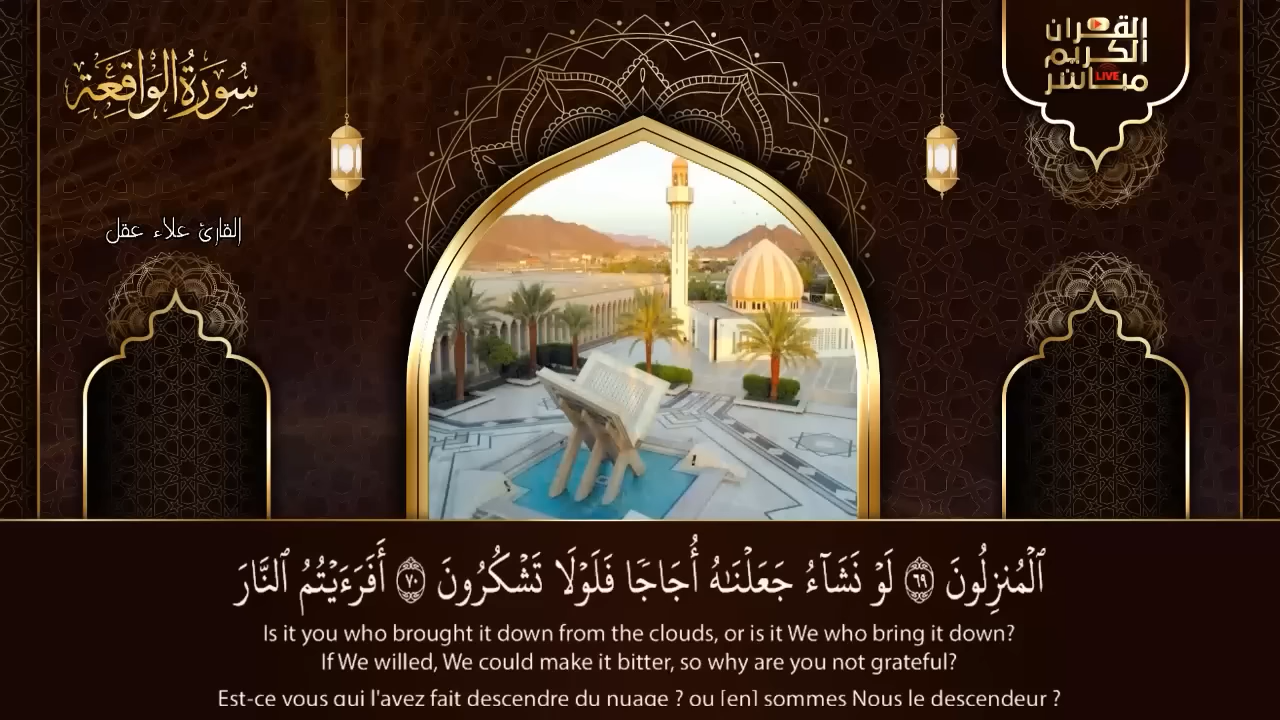 سُورَةُ الوَاقِعَة
القرآن
الكريم
مباشر
LIVE
القارئ علاء عقل
ٱلْمُنزِلُونَ ٦٩ لَوْ نَشَآءُ جَعَلْنَٰهُ أُجَاجًا فَلَوْلَا تَشْكُرُونَ ٧٠ أَفَرَءَيْتُمُ ٱلنَّارَ
Is it you who brought it down from the clouds, or is it We who bring it down?
If We willed, We could make it bitter, so why are you not grateful?
Est-ce vous qui l'avez fait descendre du nuage ? ou [en] sommes Nous le descendeur ?